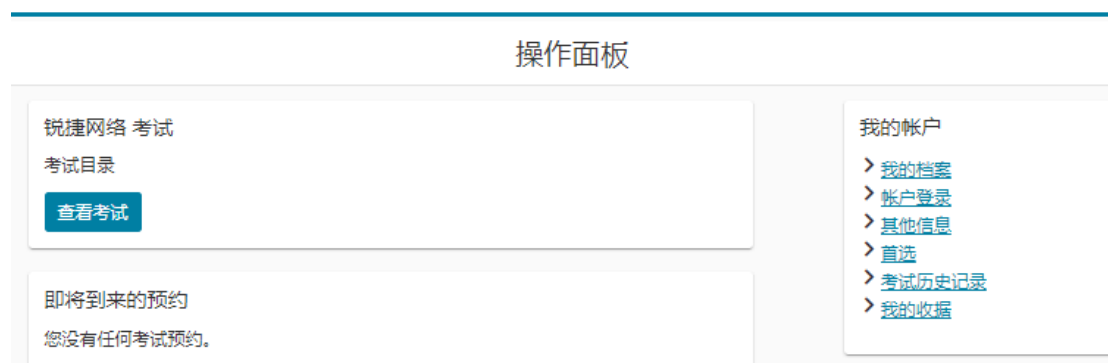 操作面板
锐捷网络 考试
考试目录
查看考试
即将到来的预约
您没有任何考试预约。
我的帐户
我的档案
帐户登录
其他信息
首选
考试历史记录
我的收据